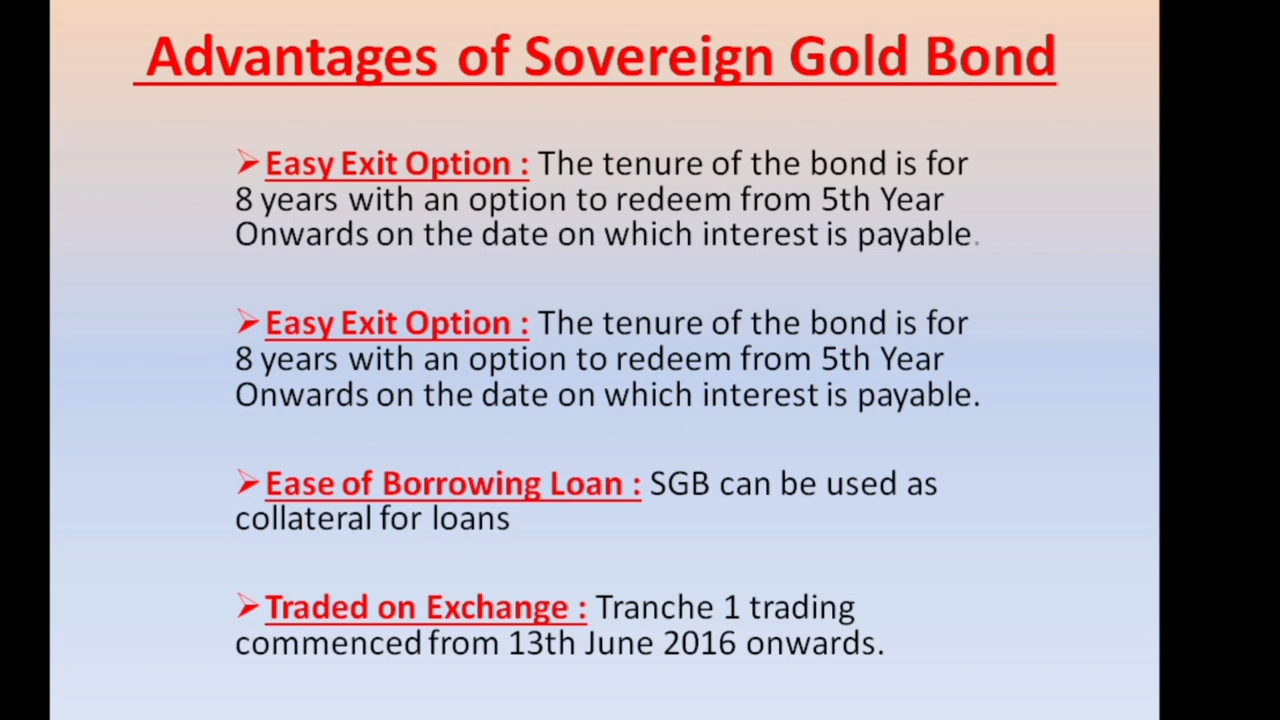 Advantages of Sovereign Gold Bond
➢Easy Exit Option : The tenure of the bond is for
8 years with an option to redeem from 5th Year
Onwards on the date on which interest is payable.
➢Easy Exit Option : The tenure of the bond is for
8 years with an option to redeem from 5th Year
Onwards on the date on which interest is payable.
➢Ease of Borrowing Loan : SGB can be used as
collateral for loans
➢Traded on Exchange : Tranche 1 trading
commenced from 13th June 2016 onwards.